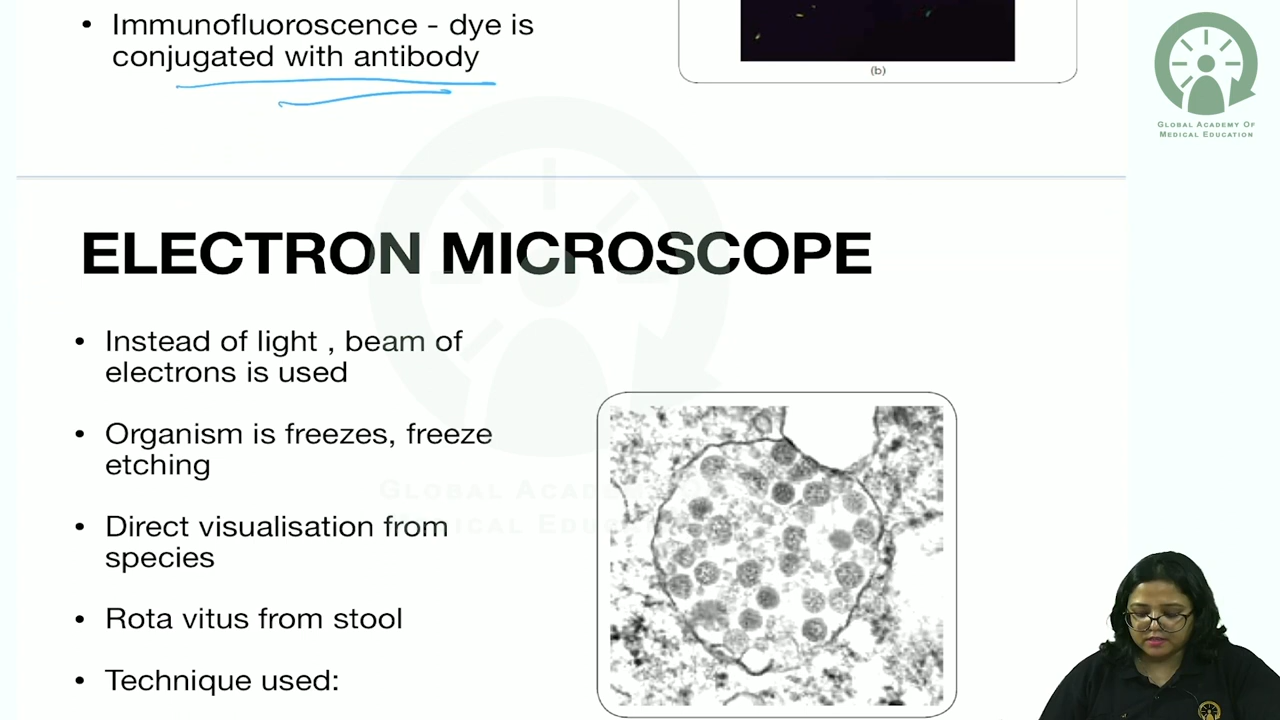 • Immunofluoroscence - dye is
conjugated with antibody
(b)
GLOBAL ACADEMY OF
MEDICAL EDUCATION
ELECTRON MICROSCOPE
• Instead of light , beam of
electrons is used
• Organism is freezes, freeze
etching
• Direct visualisation from
species
• Rota vitus from stool
• Technique used: